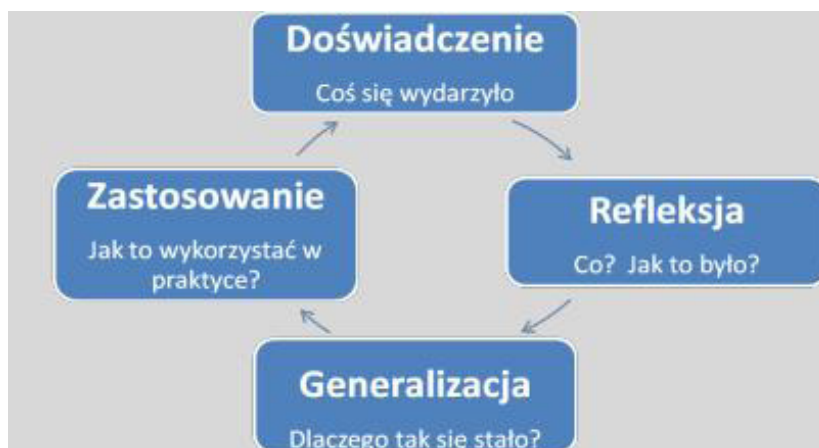 Doświadczenie
Coś się wydarzyło
Refleksja
Co? Jak to było?
Generalizacja
Dlaczego tak się stało?
Zastosowanie
Jak to wykorzystać w
praktyce?